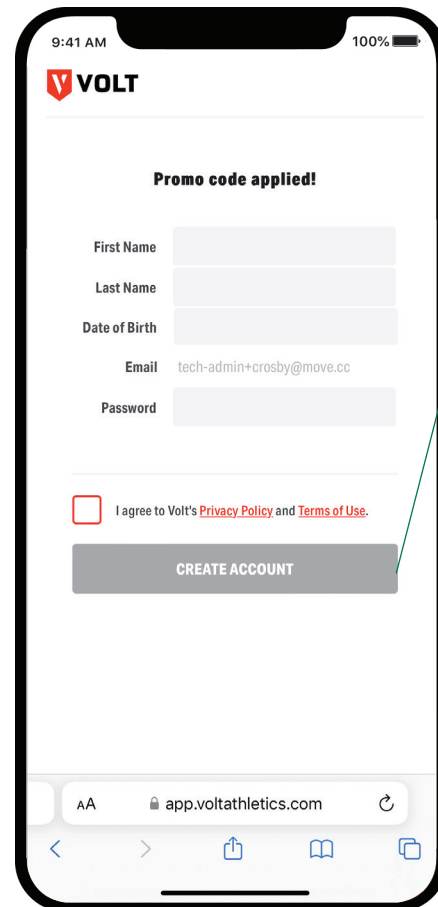 9:41 AM 100%
VOLT
Promo code applied!
First Name
Last Name
Date of Birth
Email tech-admin+crosby@move.cc
Password
I agree to Volt's Privacy Policy and Terms of Use.
CREATE ACCOUNT
AA app.voltathletics.com